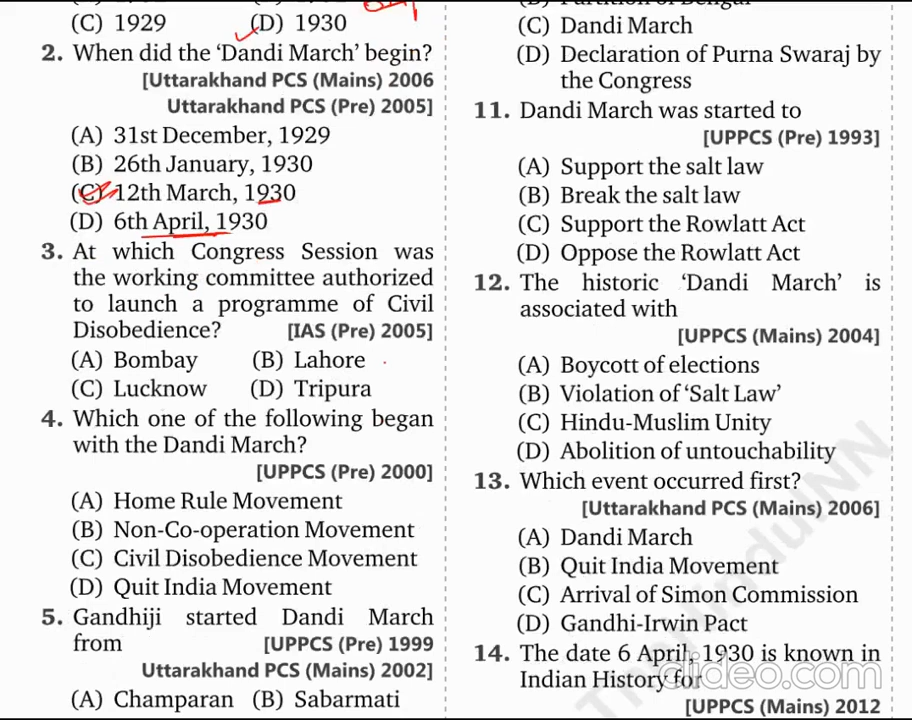 (C) 1929 (D) 1930
2. When did the ‘Dandi March’ begin?
[Uttarakhand PCS (Mains) 2006
Uttarakhand PCS (Pre) 2005]
(A) 31st December, 1929
(B) 26th January, 1930
(C) 12th March, 1930
(D) 6th April, 1930
3. At which Congress Session was
the working committee authorized
to launch a programme of Civil
Disobedience? [IAS (Pre) 2005]
(A) Bombay (B) Lahore
(C) Lucknow (D) Tripura
4. Which one of the following began
with the Dandi March?
[UPPCS (Pre) 2000]
(A) Home Rule Movement
(B) Non-Co-operation Movement
(C) Civil Disobedience Movement
(D) Quit India Movement
5. Gandhiji started Dandi March
from [UPPCS (Pre) 1999
Uttarakhand PCS (Mains) 2002]
(A) Champaran (B) Sabarmati
(C) Dandi March
(D) Declaration of Purna Swaraj by
the Congress
11. Dandi March was started to
[UPPCS (Pre) 1993]
(A) Support the salt law
(B) Break the salt law
(C) Support the Rowlatt Act
(D) Oppose the Rowlatt Act
12. The historic ‘Dandi March’ is
associated with
[UPPCS (Mains) 2004]
(A) Boycott of elections
(B) Violation of ‘Salt Law’
(C) Hindu-Muslim Unity
(D) Abolition of untouchability
13. Which event occurred first?
[Uttarakhand PCS (Mains) 2006]
(A) Dandi March
(B) Quit India Movement
(C) Arrival of Simon Commission
(D) Gandhi-Irwin Pact
14. The date 6 April, 1930 is known in
Indian History for
[UPPCS (Mains) 2012